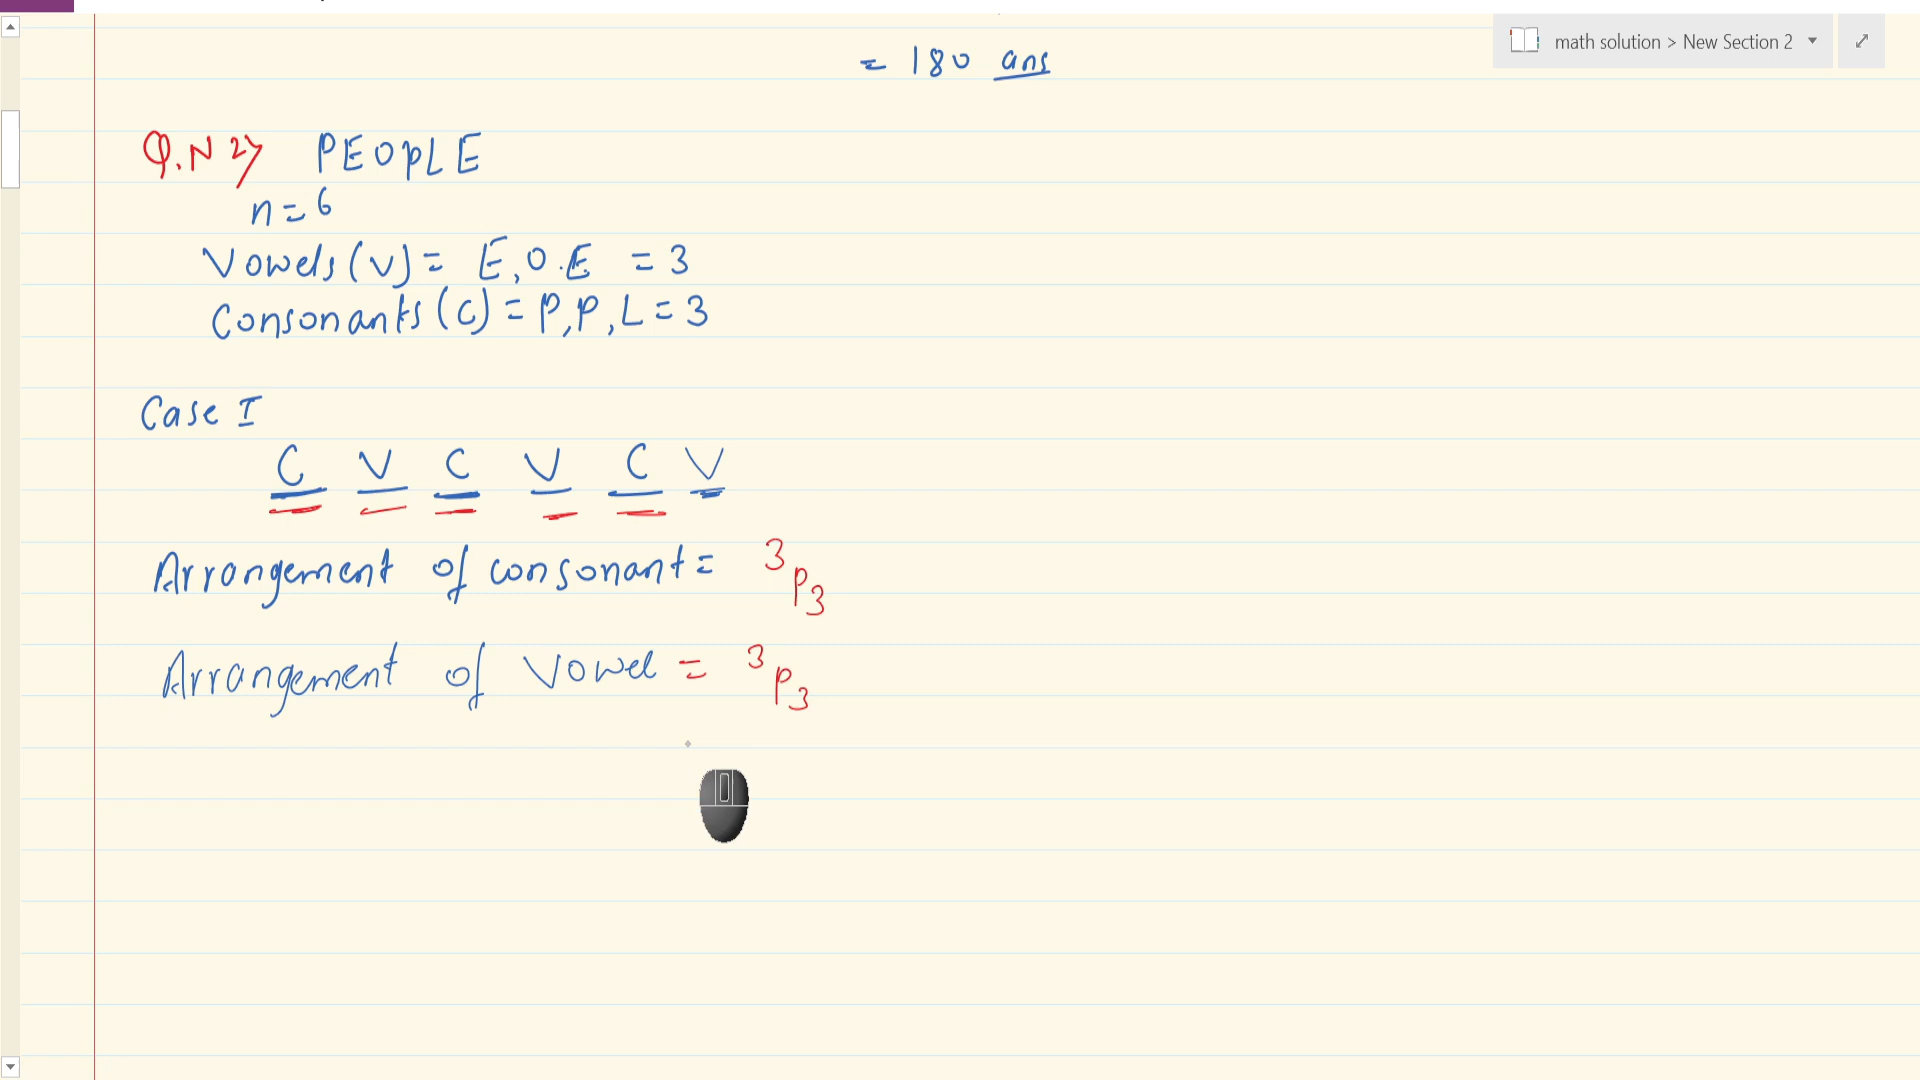 math solution > New Section 2
= 180 ans
Q.N 2) PEOPLE
n = 6
Vowels (v) = E, O. E = 3
Consonants (c) = P, P, L = 3
Case I
C V C V C V
Arrangement of consonant = ³P₃
Arrangement of Vowel = ³P₃